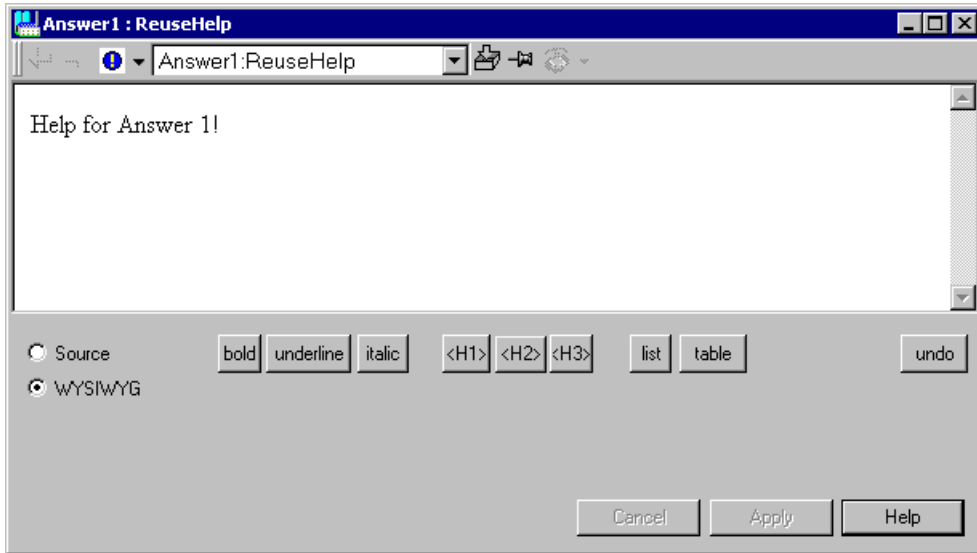 Answer1 : ReuseHelp
Answer1:ReuseHelp
Help for Answer 1!
Source bold underline italic <H1> <H2> <H3> list table undo
WYSIWYG
Cancel Apply Help